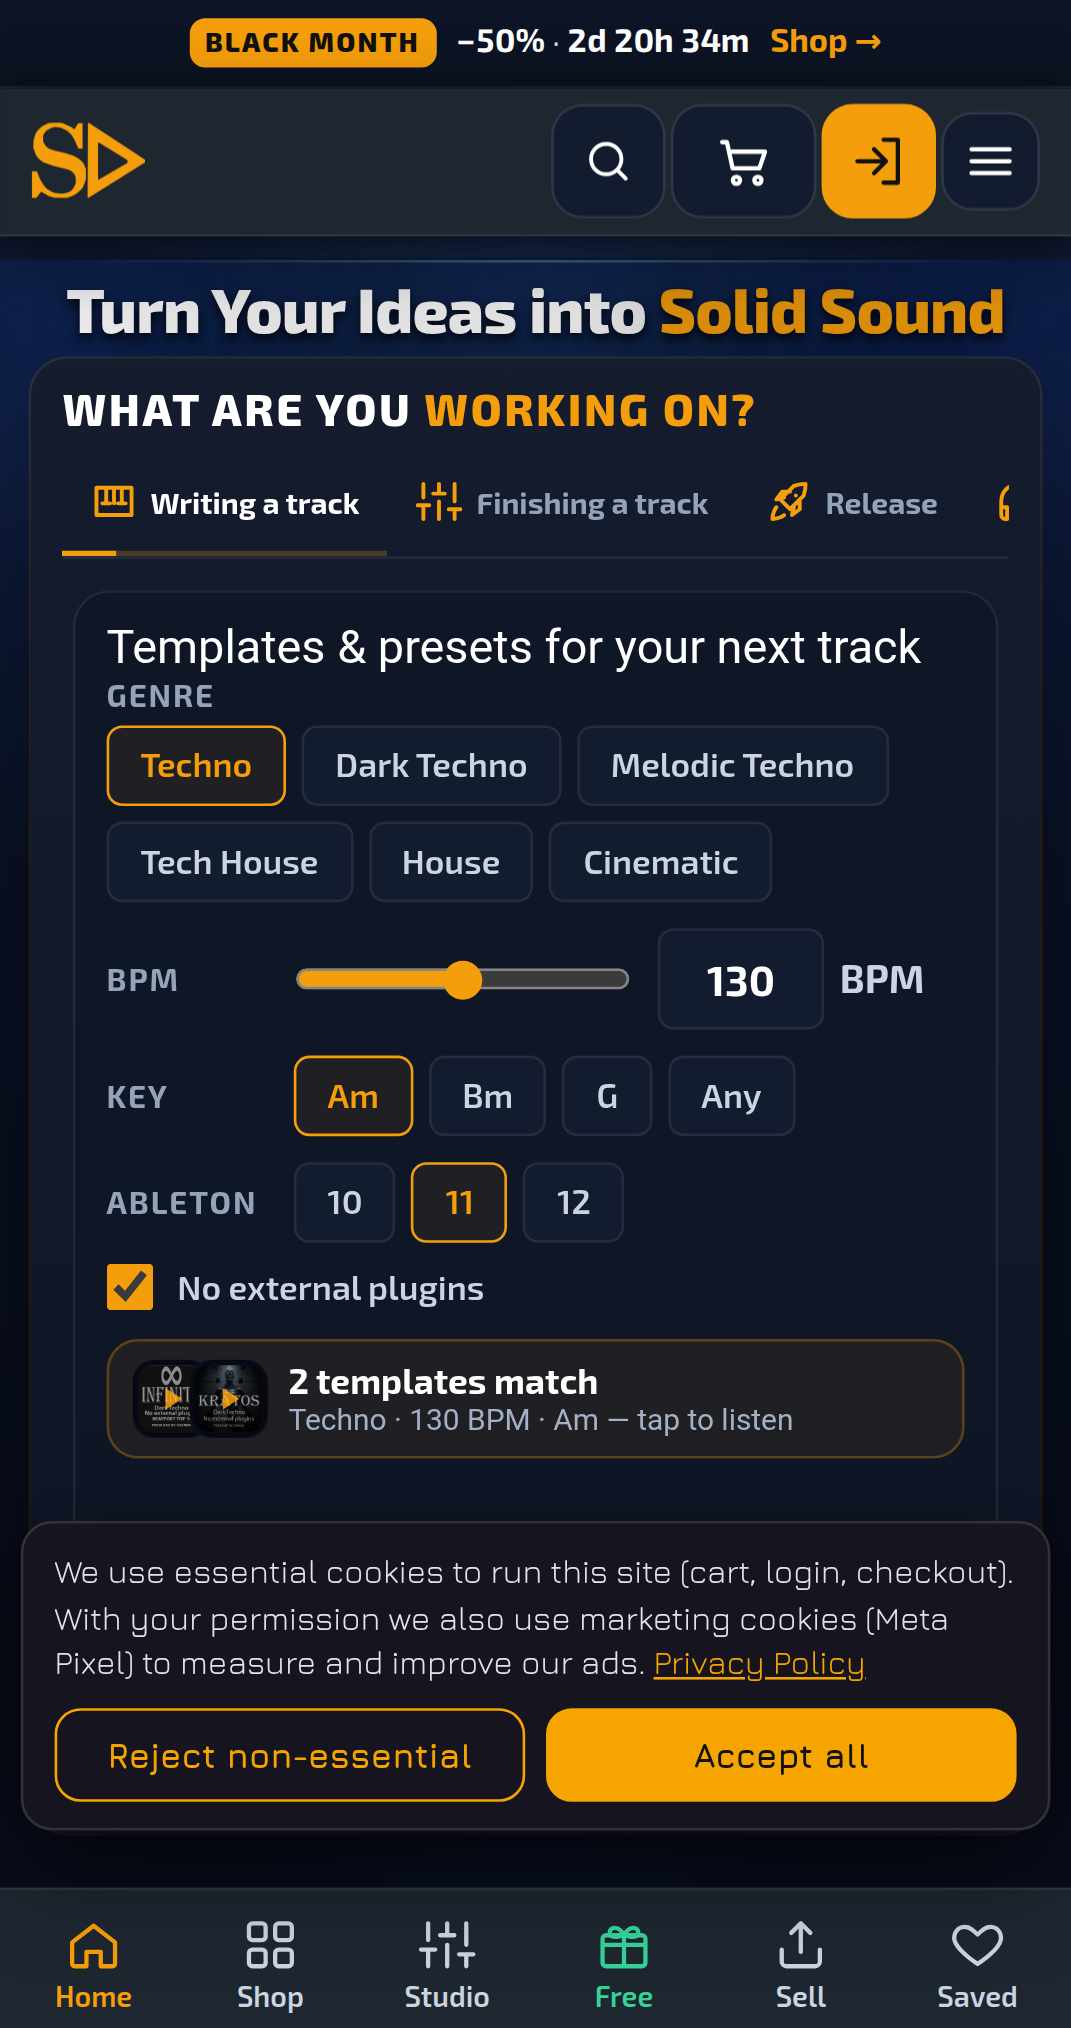 BLACK MONTH −50% · 2d 20h 34m Shop →
S
Turn Your Ideas into Solid Sound
WHAT ARE YOU WORKING ON?
Writing a track Finishing a track Release
Templates & presets for your next track
GENRE
Techno Dark Techno Melodic Techno
Tech House House Cinematic
BPM 130 BPM
KEY Am Bm G Any
ABLETON 10 11 12
No external plugins
2 templates match
Techno · 130 BPM · Am — tap to listen
KRATOS
We use essential cookies to run this site (cart, login, checkout).
With your permission we also use marketing cookies (Meta
Pixel) to measure and improve our ads. Privacy Policy.
Reject non-essential Accept all
Home Shop Studio Free Sell Saved